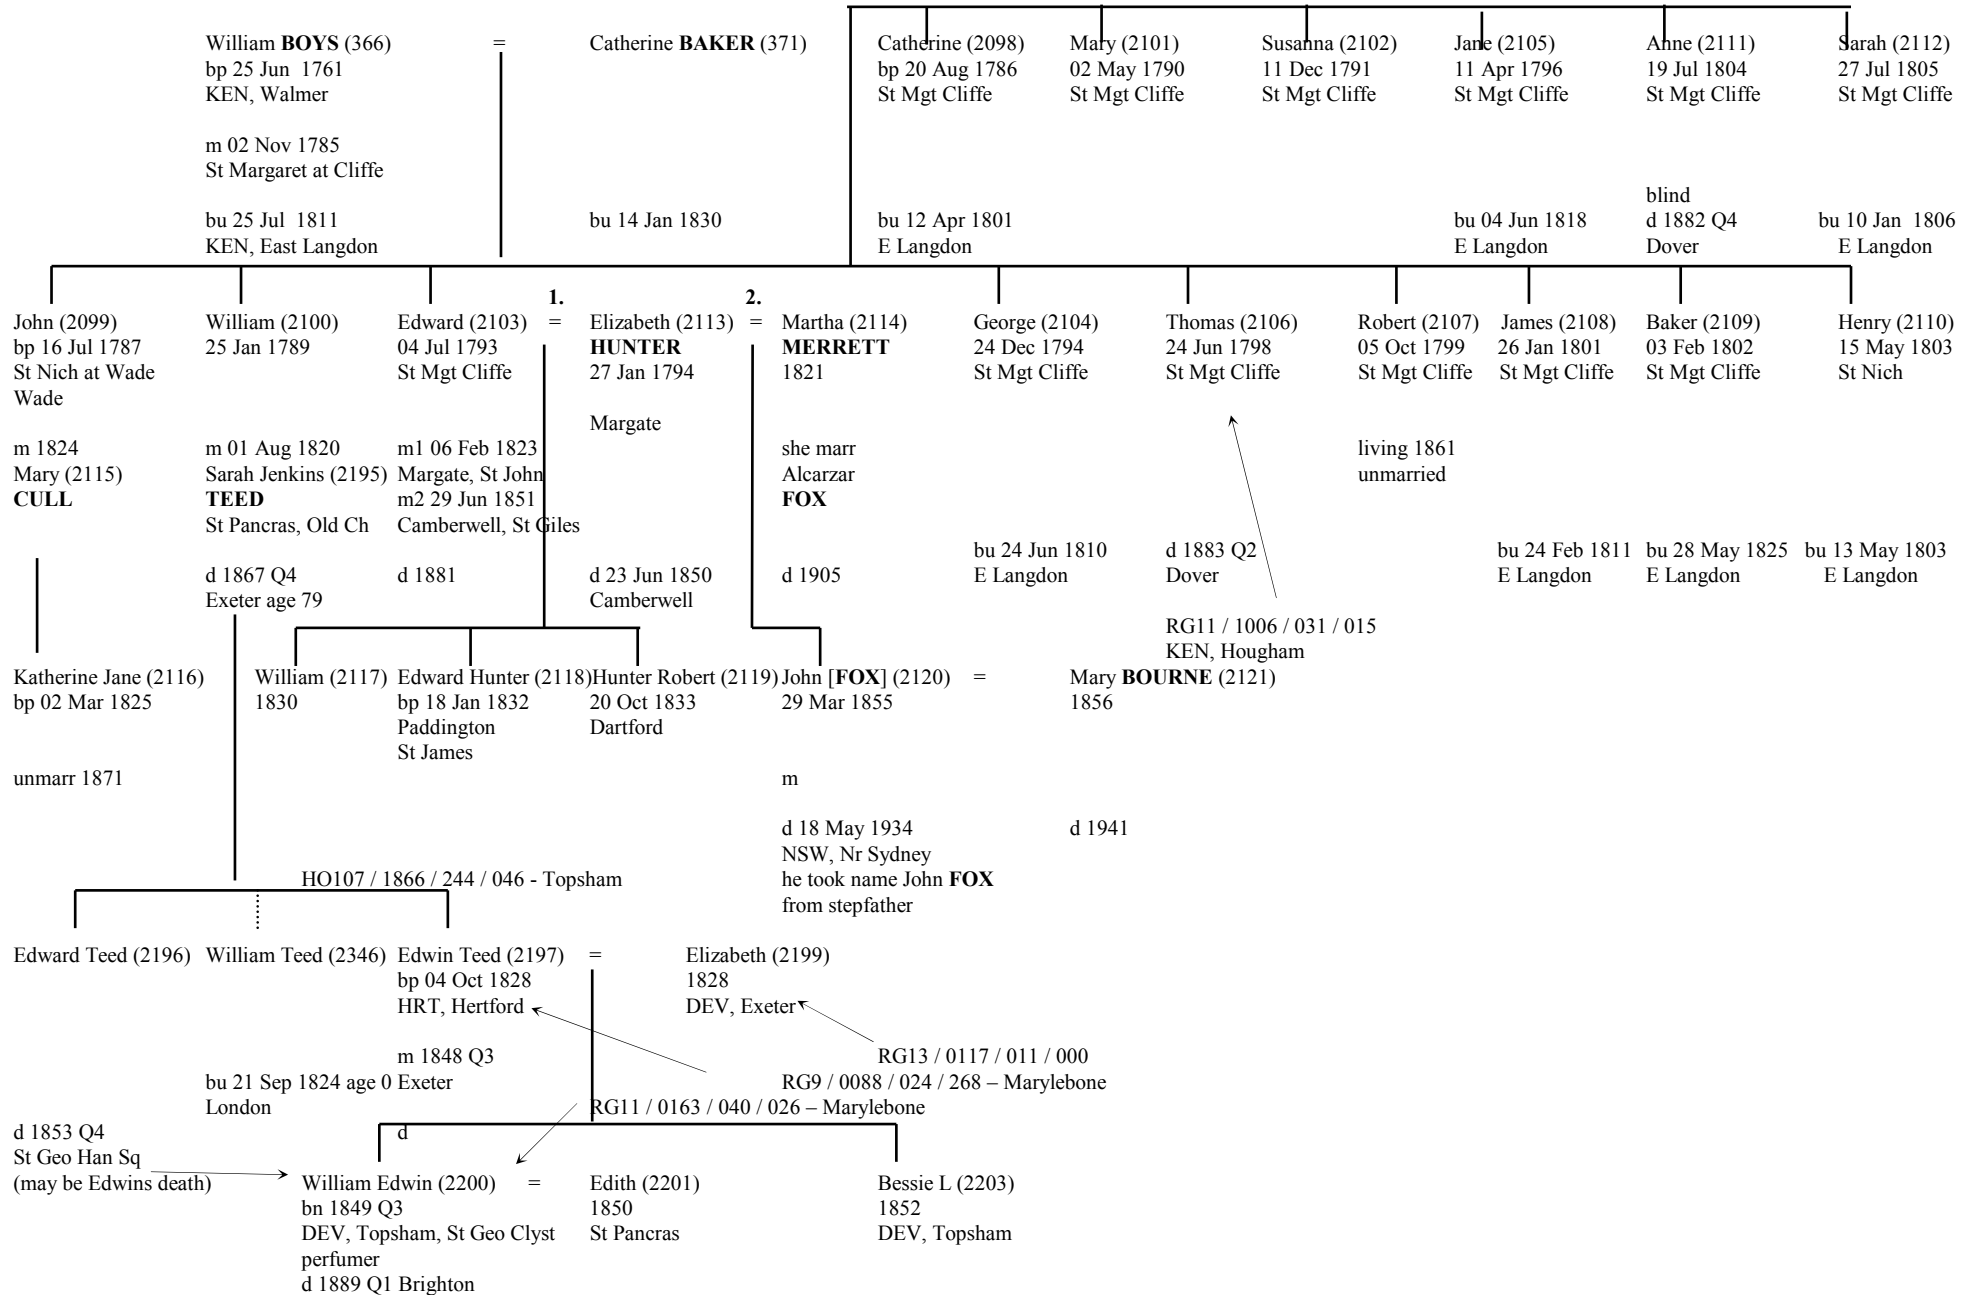 William BOYS (366) = Catherine BAKER (371) Catherine (2098) Mary (2101) Susanna (2102) Jane (2105) Anne (2111) Sarah (2112)
bp 25 Jun 1761 bp 20 Aug 1786 02 May 1790 11 Dec 1791 11 Apr 1796 19 Jul 1804 27 Jul 1805
KEN, Walmer St Mgt Cliffe St Mgt Cliffe St Mgt Cliffe St Mgt Cliffe St Mgt Cliffe St Mgt Cliffe
m 02 Nov 1785
St Margaret at Cliffe
blind
bu 25 Jul 1811 bu 14 Jan 1830 bu 12 Apr 1801 bu 04 Jun 1818 d 1882 Q4 bu 10 Jan 1806
KEN, East Langdon E Langdon E Langdon Dover E Langdon
1. 2.
John (2099) William (2100) Edward (2103) = Elizabeth (2113) = Martha (2114) George (2104) Thomas (2106) Robert (2107) James (2108) Baker (2109) Henry (2110)
bp 16 Jul 1787 25 Jan 1789 04 Jul 1793 HUNTER MERRETT 24 Dec 1794 24 Jun 1798 05 Oct 1799 26 Jan 1801 03 Feb 1802 15 May 1803
St Nich at Wade St Mgt Cliffe 27 Jan 1794 1821 St Mgt Cliffe St Mgt Cliffe St Mgt Cliffe St Mgt Cliffe St Mgt Cliffe St Nich
Wade
Margate
m 1824 m 01 Aug 1820 m1 06 Feb 1823 she marr living 1861
Mary (2115) Sarah Jenkins (2195) Margate, St John Alcarzar unmarried
CULL TEED m2 29 Jun 1851 FOX
St Pancras, Old Ch Camberwell, St Giles
bu 24 Jun 1810 d 1883 Q2 bu 24 Feb 1811 bu 28 May 1825 bu 13 May 1803
d 1867 Q4 d 1881 d 23 Jun 1850 d 1905 E Langdon Dover E Langdon E Langdon E Langdon
Exeter age 79 Camberwell
RG11 / 1006 / 031 / 015
KEN, Hougham
Katherine Jane (2116) William (2117) Edward Hunter (2118) Hunter Robert (2119) John [FOX] (2120) = Mary BOURNE (2121)
bp 02 Mar 1825 1830 bp 18 Jan 1832 20 Oct 1833 29 Mar 1855 1856
Paddington Dartford
St James
unmarr 1871 m
d 18 May 1934 d 1941
NSW, Nr Sydney
HO107 / 1866 / 244 / 046 - Topsham he took name John FOX
from stepfather
Edward Teed (2196) William Teed (2346) Edwin Teed (2197) = Elizabeth (2199)
bp 04 Oct 1828 1828
HRT, Hertford DEV, Exeter
m 1848 Q3 RG13 / 0117 / 011 / 000
bu 21 Sep 1824 age 0 Exeter RG9 / 0088 / 024 / 268 – Marylebone
London RG11 / 0163 / 040 / 026 – Marylebone
d 1853 Q4 d
St Geo Han Sq
(may be Edwins death) William Edwin (2200) = Edith (2201) Bessie L (2203)
bn 1849 Q3 1850 1852
DEV, Topsham, St Geo Clyst St Pancras DEV, Topsham
perfumer
d 1889 Q1 Brighton